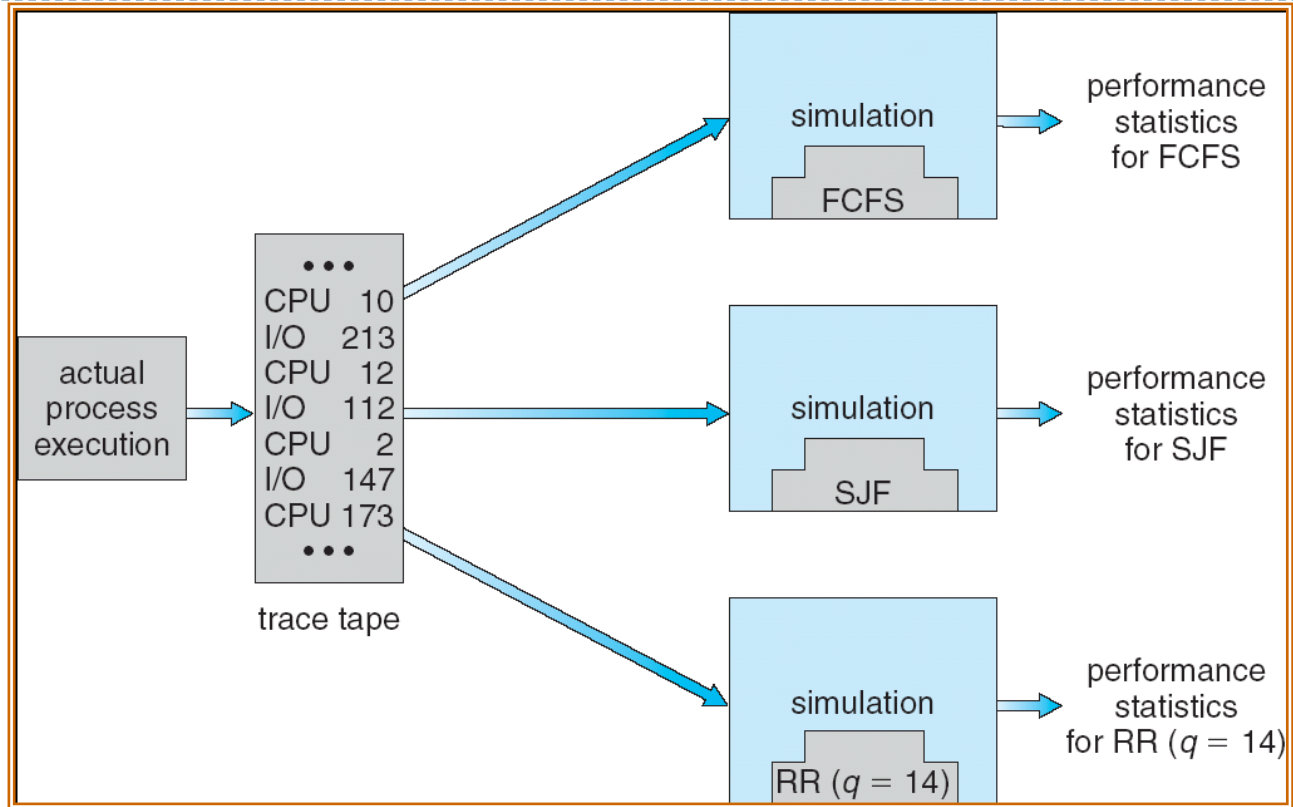 actual
process
execution
•••
CPU 10
I/O 213
CPU 12
I/O 112
CPU 2
I/O 147
CPU 173
•••
trace tape
simulation
FCFS
performance
statistics
for FCFS
simulation
SJF
performance
statistics
for SJF
simulation
RR (q = 14)
performance
statistics
for RR (q = 14)